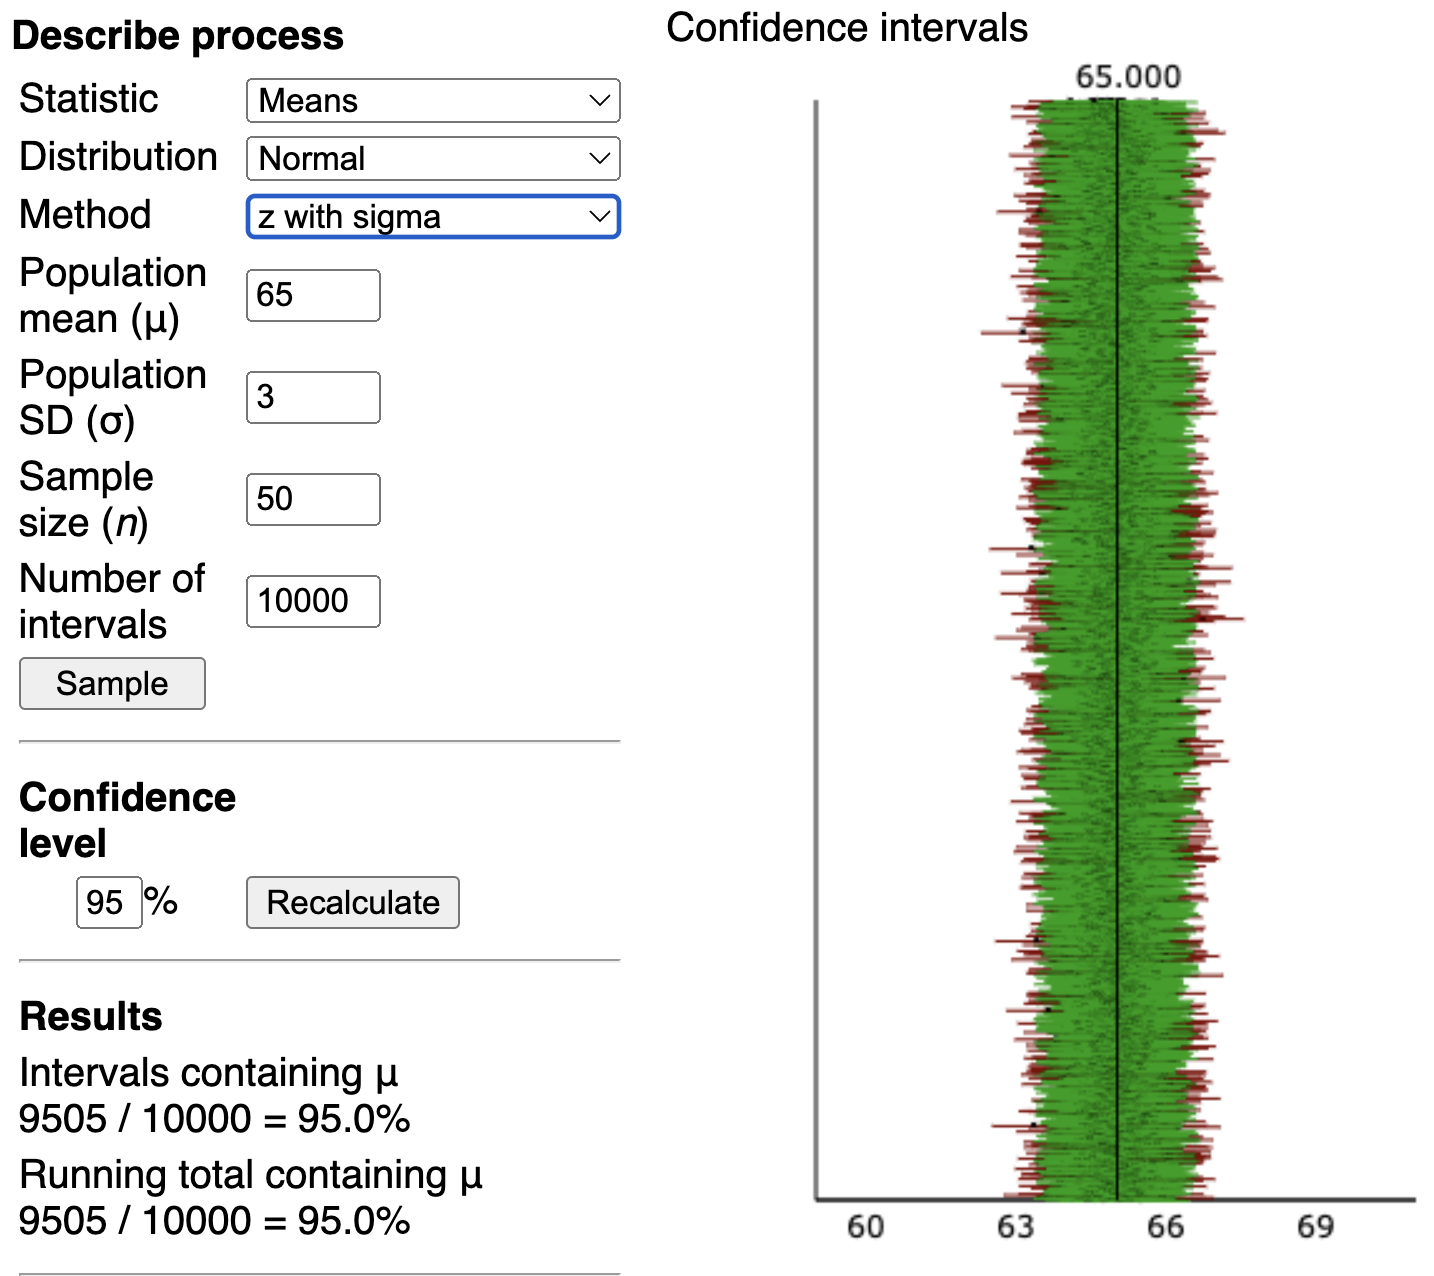 Describe process
Statistic
Means
Distribution
Normal
Method
z with sigma
Population
mean (μ)
65
Population
SD (σ)
3
Sample
size (n)
50
Number of
intervals
10000
Sample
Confidence
level
95 %
Recalculate
Results
Intervals containing μ
9505 / 10000 = 95.0%
Running total containing μ
9505 / 10000 = 95.0%
Confidence intervals
65.000
60 63 66 69